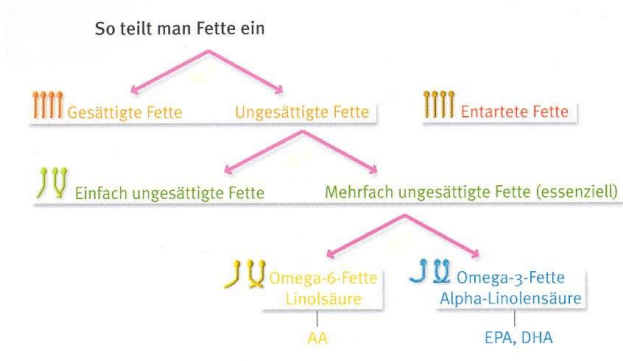 So teilt man Fette ein
Gesättigte Fette
Ungesättigte Fette
Entartete Fette
Einfach ungesättigte Fette
Mehrfach ungesättigte Fette (essenziell)
Omega-6-Fette
Linolsäure
Omega-3-Fette
Alpha-Linolensäure
AA
EPA, DHA